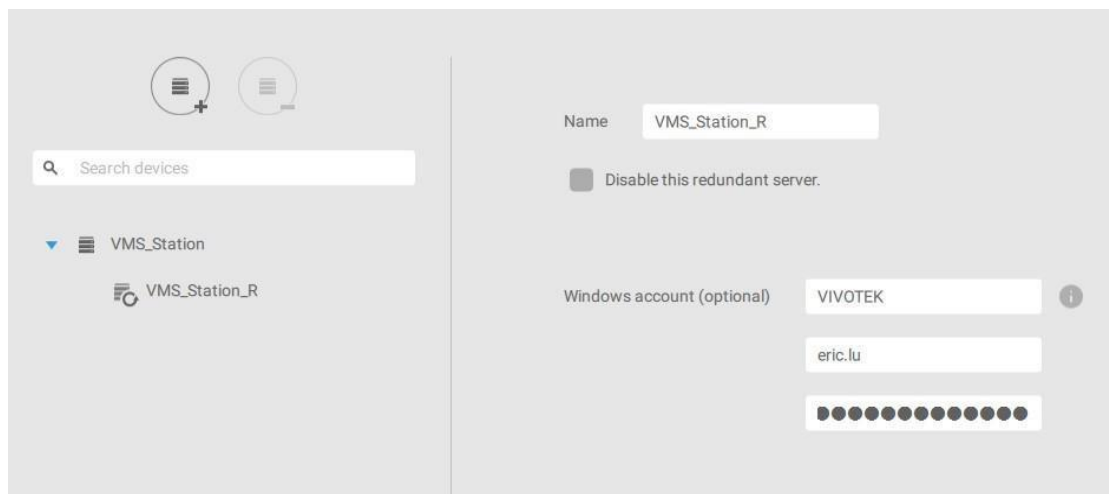 Search devices
VMS_Station
VMS_Station_R
Name VMS_Station_R
Disable this redundant server.
Windows account (optional) VIVOTEK
eric.lu